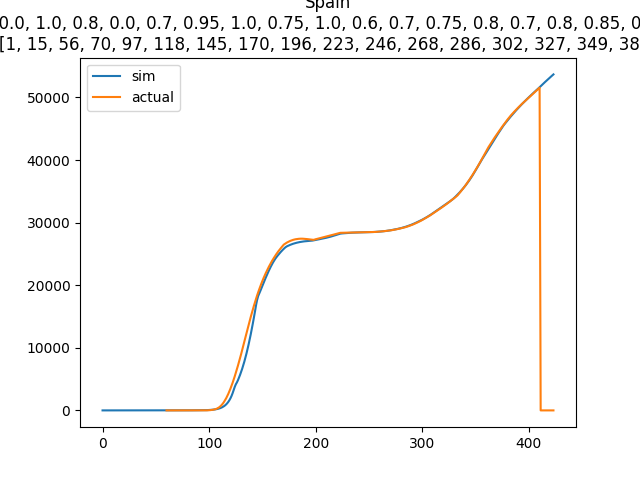 Spain
0.0, 1.0, 0.8, 0.0, 0.7, 0.95, 1.0, 0.75, 1.0, 0.6, 0.7, 0.75, 0.8, 0.7, 0.8, 0.85, 0
[1, 15, 56, 70, 97, 118, 145, 170, 196, 223, 246, 268, 286, 302, 327, 349, 38
sim
actual
50000
40000
30000
20000
10000
0
0 100 200 300 400